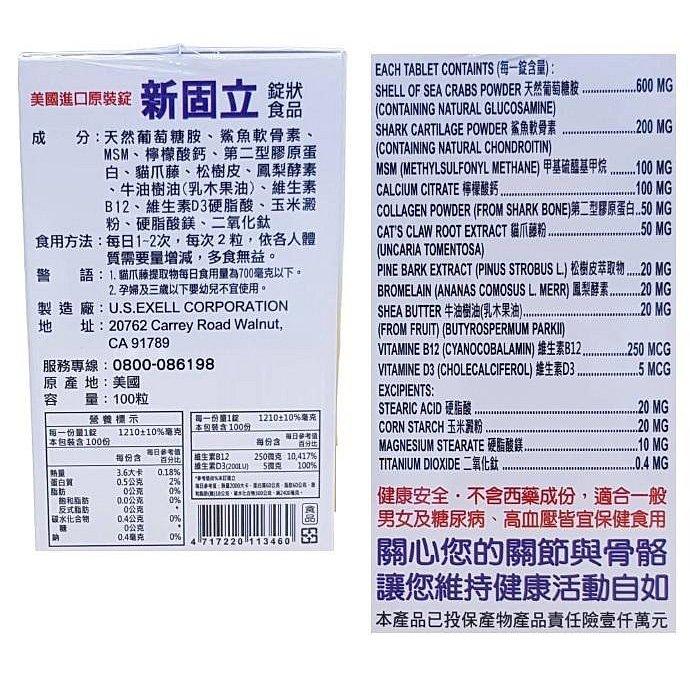 美國進口原裝錠 新固立 錠狀食品
成 分：天然葡萄糖胺、鯊魚軟骨素、
MSM、檸檬酸鈣、第二型膠原蛋
白、貓爪藤、松樹皮、鳳梨酵素
、牛油樹油(乳木果油)、維生素
B12、維生素D3硬脂酸、玉米澱
粉、硬脂酸鎂、二氧化鈦
食用方法：每日1~2次，每次2粒，依各人體
質需要量增減，多食無益。
警 語：1.貓爪藤提取物每日食用量為700毫克以下。
2.孕婦及三歲以下嬰幼兒不宜使用。
製 造 廠：U.S.EXELL CORPORATION
地 址：20762 Carrey Road Walnut,
CA 91789
服務專線：0800-086198
原 產 地：美國
容 量：100粒
營養標示
每一份量1錠 1210±10%毫克
本包裝含100份
每份含 每日參考值百分比
熱量 3.6大卡 0.18%
蛋白質 0.5公克 2%
脂肪 0公克 0%
飽和脂肪 0.0公克 0%
反式脂肪 0公克 *
碳水化合物 0.4公克 0%
糖 0公克 *
鈉 0.4毫克 0%
每一份量1錠 1210±10%毫克
本包裝含100份
每份含 每日參考值百分比
維生素B12 250微克 10,417%
維生素D3(200LU) 5微克 100%
*參考值未訂定
食品
4 717220 113460
EACH TABLET CONTAINTS (每一錠含量)：
SHELL OF SEA CRABS POWDER 天然葡萄糖胺 ...................600 MG
(CONTAINING NATURAL GLUCOSAMINE)
SHARK CARTILAGE POWDER 鯊魚軟骨素 ........................200 MG
(CONTAINING NATURAL CHONDROITIN)
MSM (METHYLSULFONYL METHANE) 甲基硫醯基甲烷 ..........100 MG
CALCIUM CITRATE 檸檬酸鈣........................................100 MG
COLLAGEN POWDER (FROM SHARK BONE)第二型膠原蛋白..50 MG
CAT'S CLAW ROOT EXTRACT 貓爪藤粉.........................50 MG
(UNCARIA TOMENTOSA)
PINE BARK EXTRACT (PINUS STROBUS L.) 松樹皮萃取物 ....20 MG
BROMELAIN (ANANAS COMOSUS L. MERR) 鳳梨酵素.........20 MG
SHEA BUTTER 牛油樹油(乳木果油)................................20 MG
(FROM FRUIT) (BUTYROSPERMUM PARKII)
VITAMINE B12 (CYANOCOBALAMIN) 維生素B12............250 MCG
VITAMINE D3 (CHOLECALCIFEROL) 維生素D3 ................5 MCG
EXCIPIENTS:
STEARIC ACID 硬脂酸 ..............................................20 MG
CORN STARCH 玉米澱粉...........................................20 MG
MAGNESIUM STEARATE 硬脂酸鎂...............................10 MG
TITANIUM DIOXIDE 二氧化鈦.......................................0.4 MG
健康安全．不含西藥成份，適合一般
男女及糖尿病、高血壓皆宜保健食用
關心您的關節與骨骼
讓您維持健康活動自如
本產品已投保產物產品責任險壹仟萬元